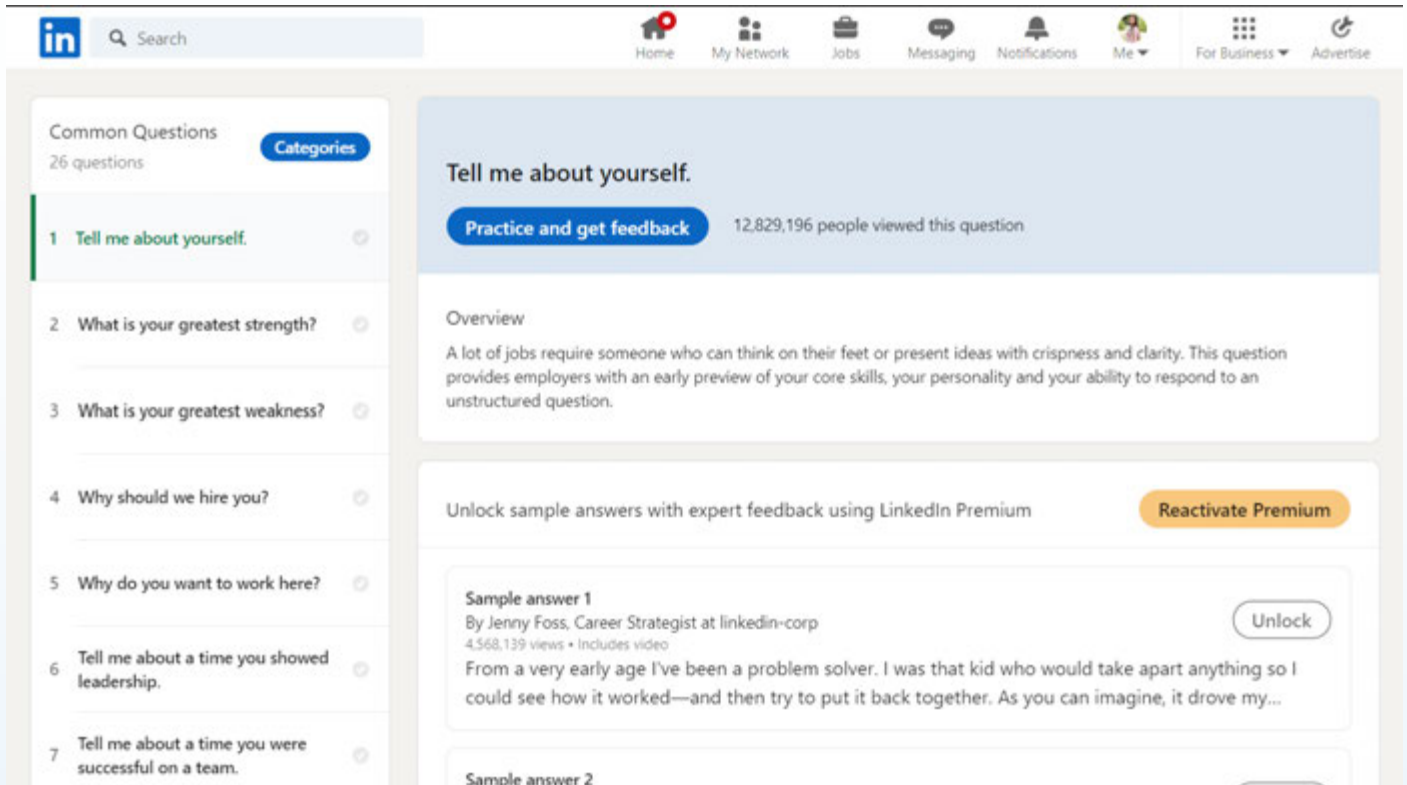 in
Search
Home
My Network
Jobs
Messaging
Notifications
Me
For Business
Advertise
Common Questions
26 questions
Categories
1 Tell me about yourself.
2 What is your greatest strength?
3 What is your greatest weakness?
4 Why should we hire you?
5 Why do you want to work here?
6 Tell me about a time you showed
leadership.
7 Tell me about a time you were
successful on a team.
Tell me about yourself.
Practice and get feedback
12,829,196 people viewed this question
Overview
A lot of jobs require someone who can think on their feet or present ideas with crispness and clarity. This question
provides employers with an early preview of your core skills, your personality and your ability to respond to an
unstructured question.
Unlock sample answers with expert feedback using LinkedIn Premium
Reactivate Premium
Sample answer 1
By Jenny Foss, Career Strategist at linkedin-corp
4,568,139 views • Includes video
Unlock
From a very early age I've been a problem solver. I was that kid who would take apart anything so I
could see how it worked—and then try to put it back together. As you can imagine, it drove my...
Sample answer 2